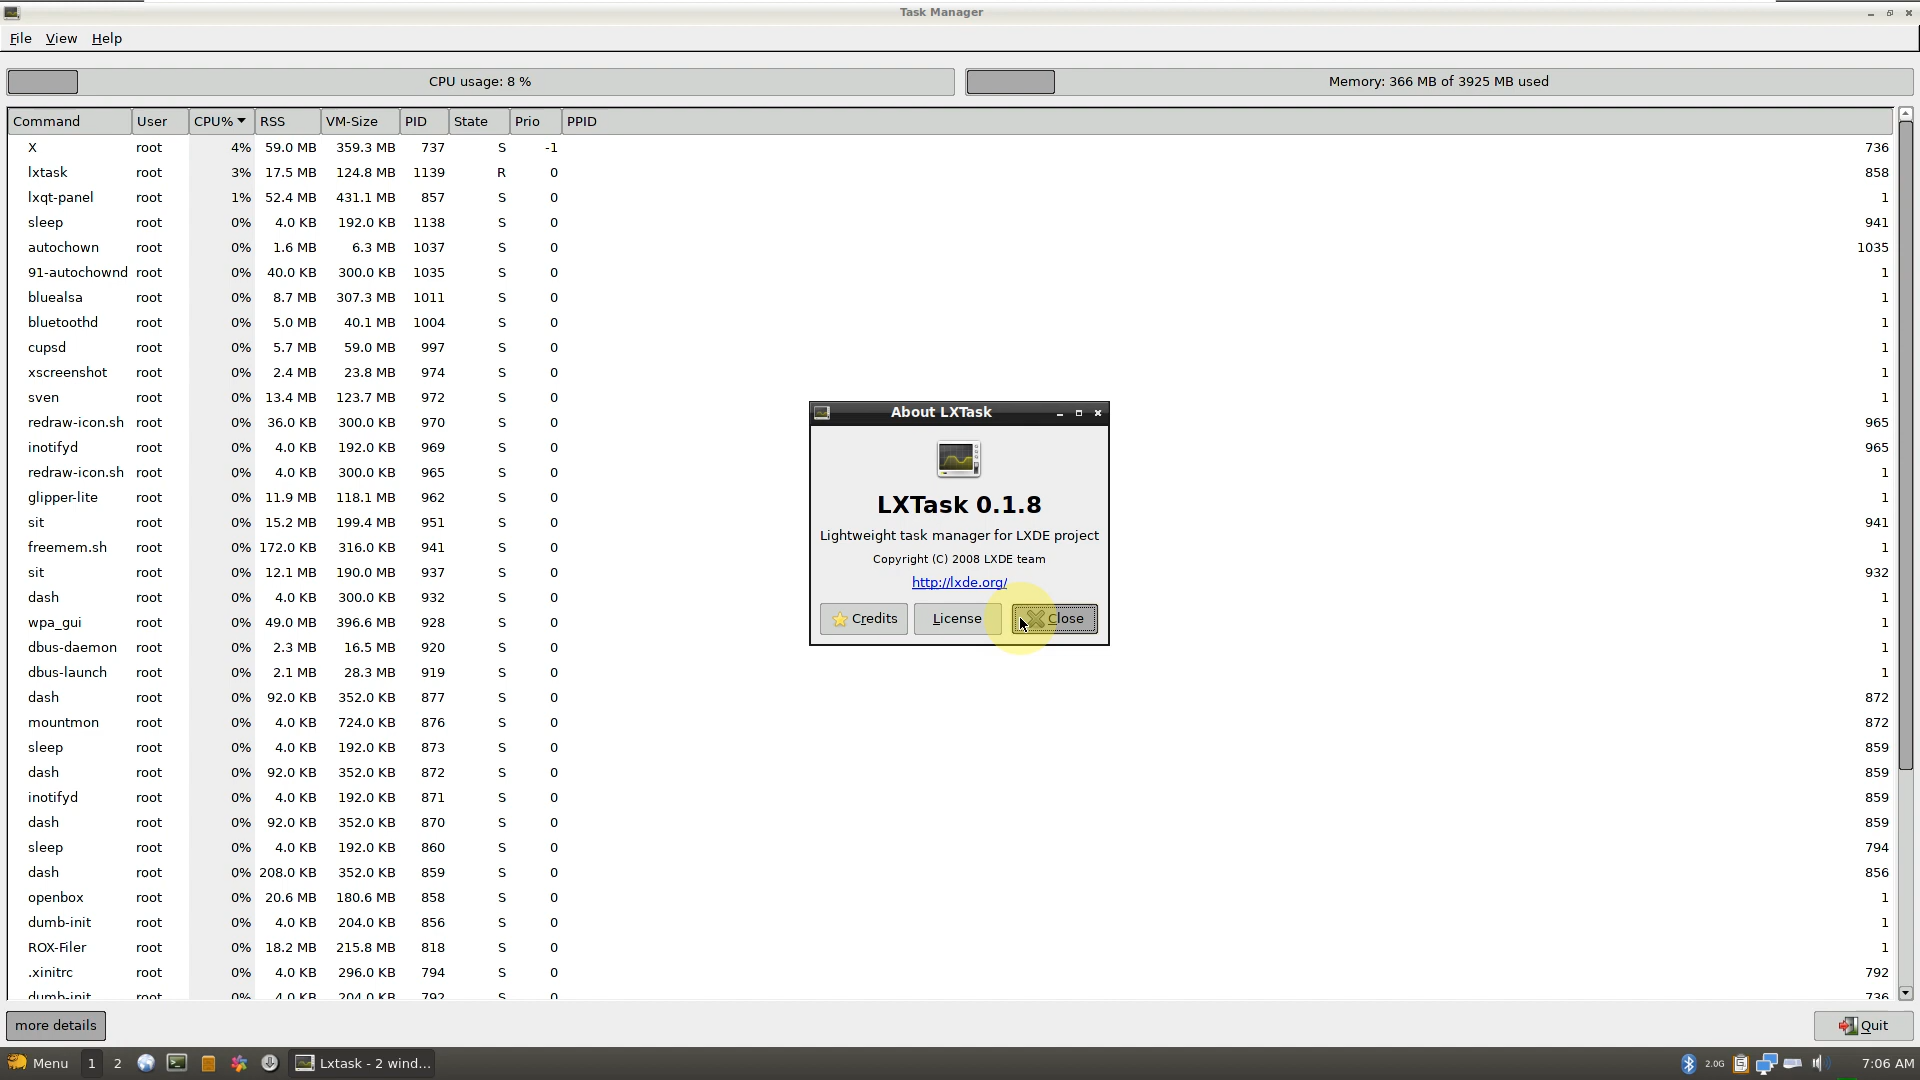 Task Manager
File View Help
CPU usage: 8 % Memory: 366 MB of 3925 MB used
Command User CPU% RSS VM-Size PID State Prio PPID
X root 4% 59.0 MB 359.3 MB 737 S -1 736
lxtask root 3% 17.5 MB 124.8 MB 1139 R 0 858
lxqt-panel root 1% 52.4 MB 431.1 MB 857 S 0 1
sleep root 0% 4.0 KB 192.0 KB 1138 S 0 941
autochown root 0% 1.6 MB 6.3 MB 1037 S 0 1035
91-autochownd root 0% 40.0 KB 300.0 KB 1035 S 0 1
bluealsa root 0% 8.7 MB 307.3 MB 1011 S 0 1
bluetoothd root 0% 5.0 MB 40.1 MB 1004 S 0 1
cupsd root 0% 5.7 MB 59.0 MB 997 S 0 1
xscreenshot root 0% 2.4 MB 23.8 MB 974 S 0 1
sven root 0% 13.4 MB 123.7 MB 972 S 0 1
redraw-icon.sh root 0% 36.0 KB 300.0 KB 970 S 0 965
inotifyd root 0% 4.0 KB 192.0 KB 969 S 0 965
redraw-icon.sh root 0% 4.0 KB 300.0 KB 965 S 0 1
glipper-lite root 0% 11.9 MB 118.1 MB 962 S 0 1
sit root 0% 15.2 MB 199.4 MB 951 S 0 941
freemem.sh root 0% 172.0 KB 316.0 KB 941 S 0 1
sit root 0% 12.1 MB 190.0 MB 937 S 0 932
dash root 0% 4.0 KB 300.0 KB 932 S 0 1
wpa_gui root 0% 49.0 MB 396.6 MB 928 S 0 1
dbus-daemon root 0% 2.3 MB 16.5 MB 920 S 0 1
dbus-launch root 0% 2.1 MB 28.3 MB 919 S 0 1
dash root 0% 92.0 KB 352.0 KB 877 S 0 872
mountmon root 0% 4.0 KB 724.0 KB 876 S 0 872
sleep root 0% 4.0 KB 192.0 KB 873 S 0 859
dash root 0% 92.0 KB 352.0 KB 872 S 0 859
inotifyd root 0% 4.0 KB 192.0 KB 871 S 0 859
dash root 0% 92.0 KB 352.0 KB 870 S 0 859
sleep root 0% 4.0 KB 192.0 KB 860 S 0 794
dash root 0% 208.0 KB 352.0 KB 859 S 0 856
openbox root 0% 20.6 MB 180.6 MB 858 S 0 1
dumb-init root 0% 4.0 KB 204.0 KB 856 S 0 1
ROX-Filer root 0% 18.2 MB 215.8 MB 818 S 0 1
.xinitrc root 0% 4.0 KB 296.0 KB 794 S 0 792
dumb-init root 0% 4.0 KB 204.0 KB 792 S 0 736
About LXTask
LXTask 0.1.8
Lightweight task manager for LXDE project
Copyright (C) 2008 LXDE team
http://lxde.org/
Credits License Close
more details Quit
Menu 1 2 Lxtask - 2 wind... 2.0G 7:06 AM